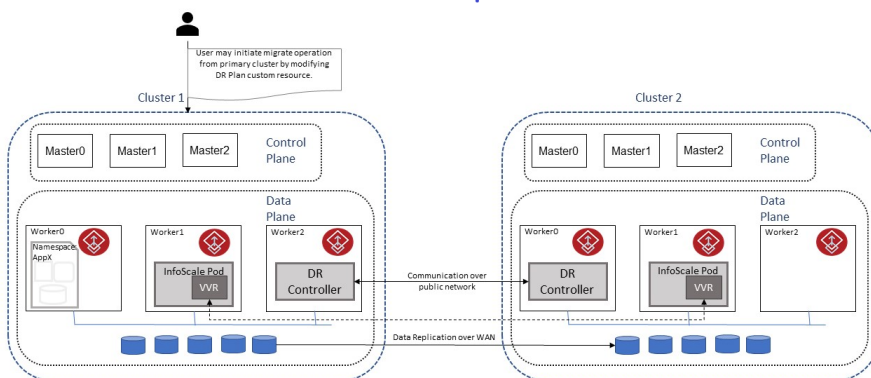 User may initiate migrate operation
from primary cluster by modifying
DR Plan custom resource.
Cluster 1
Master0
Master1
Master2
Control
Plane
Data
Plane
Worker0
Namespace:
AppX
Worker1
InfoScale Pod
VVR
Worker2
DR
Controller
Communication over
public network
Data Replication over WAN
Cluster 2
Master0
Master1
Master2
Control
Plane
Data
Plane
Worker0
DR
Controller
Worker1
InfoScale Pod
VVR
Worker2